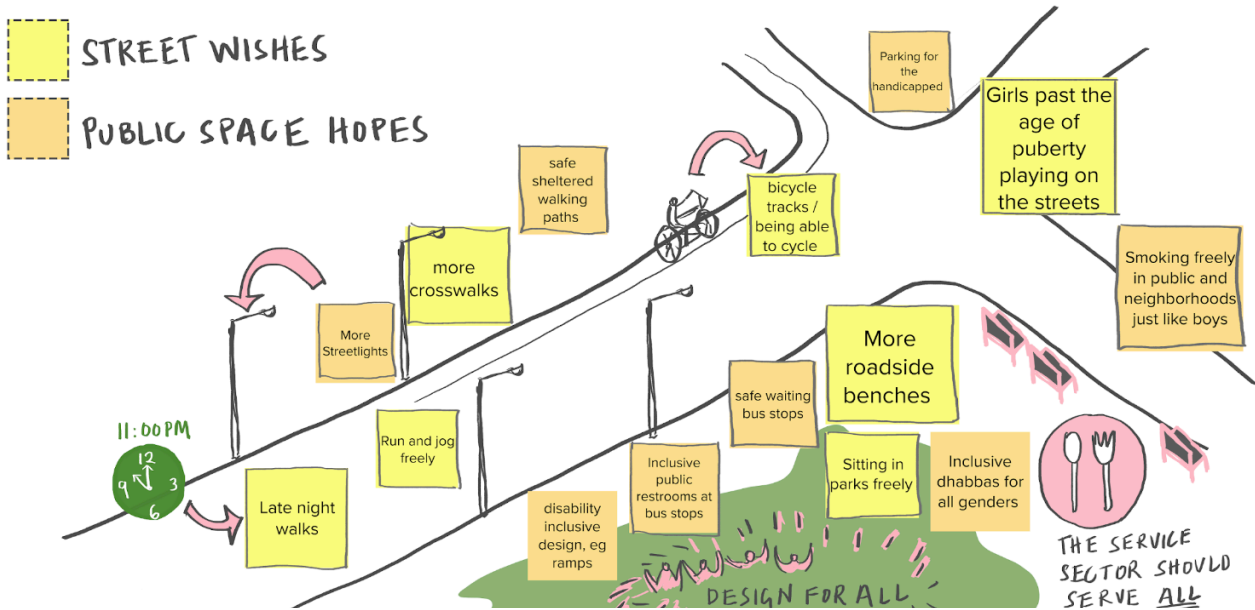 STREET WISHES
PUBLIC SPACE HOPES
Parking for
the
handicapped
Girls past the
age of
puberty
playing on
the streets
safe
sheltered
walking
paths
bicycle
tracks /
being able
to cycle
more
crosswalks
Smoking freely
in public and
neighborhoods
just like boys
More
Streetlights
More
roadside
benches
safe waiting
bus stops
11:00PM
12
9
3
6
Run and jog
freely
Late night
walks
Inclusive
public
restrooms at
bus stops
Sitting in
parks freely
Inclusive
dhabbas for
all genders
disability
inclusive
design, eg
ramps
DESIGN FOR ALL
THE SERVICE
SECTOR SHOULD
SERVE ALL